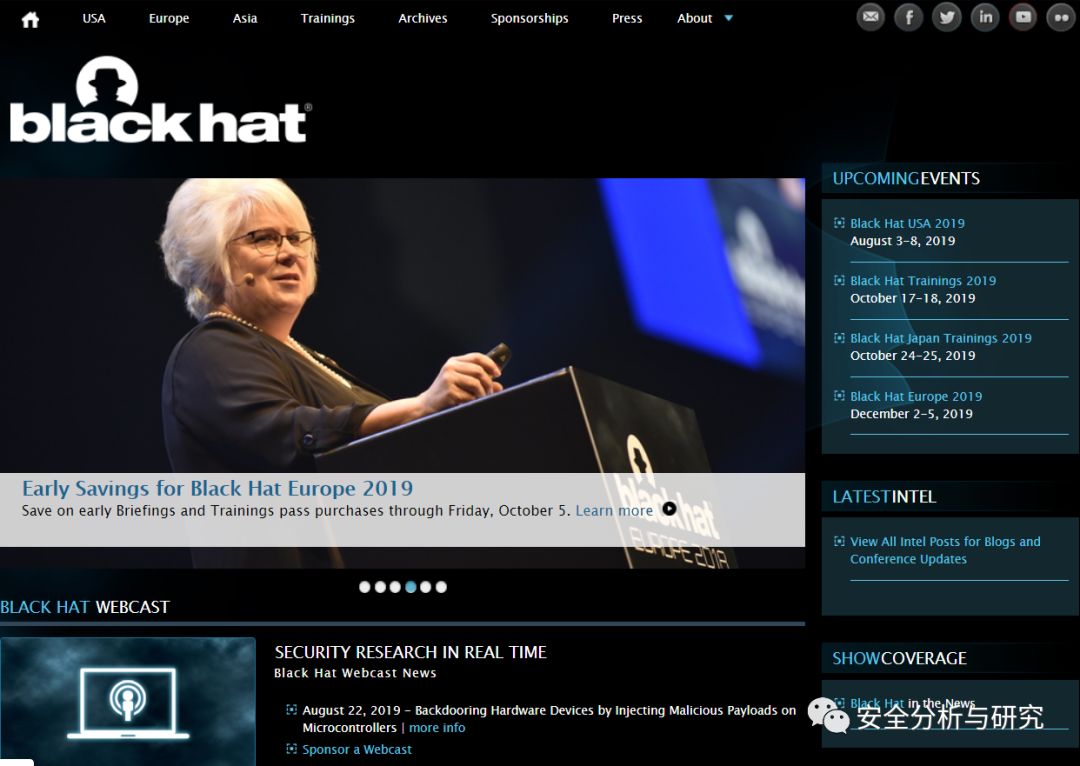 USA Europe Asia Trainings Archives Sponsorships Press About
black hat®
UPCOMINGEVENTS
Black Hat USA 2019
August 3-8, 2019
Black Hat Trainings 2019
October 17-18, 2019
Black Hat Japan Trainings 2019
October 24-25, 2019
Black Hat Europe 2019
December 2-5, 2019
Early Savings for Black Hat Europe 2019
Save on early Briefings and Trainings pass purchases through Friday, October 5. Learn more
black hat
EUROPE 2018
LATESTINTEL
View All Intel Posts for Blogs and
Conference Updates
BLACK HAT WEBCAST
SECURITY RESEARCH IN REAL TIME
Black Hat Webcast News
August 22, 2019 - Backdooring Hardware Devices by Injecting Malicious Payloads on
Microcontrollers | more info
Sponsor a Webcast
SHOWCOVERAGE
Black Hat in the News
安全分析与研究